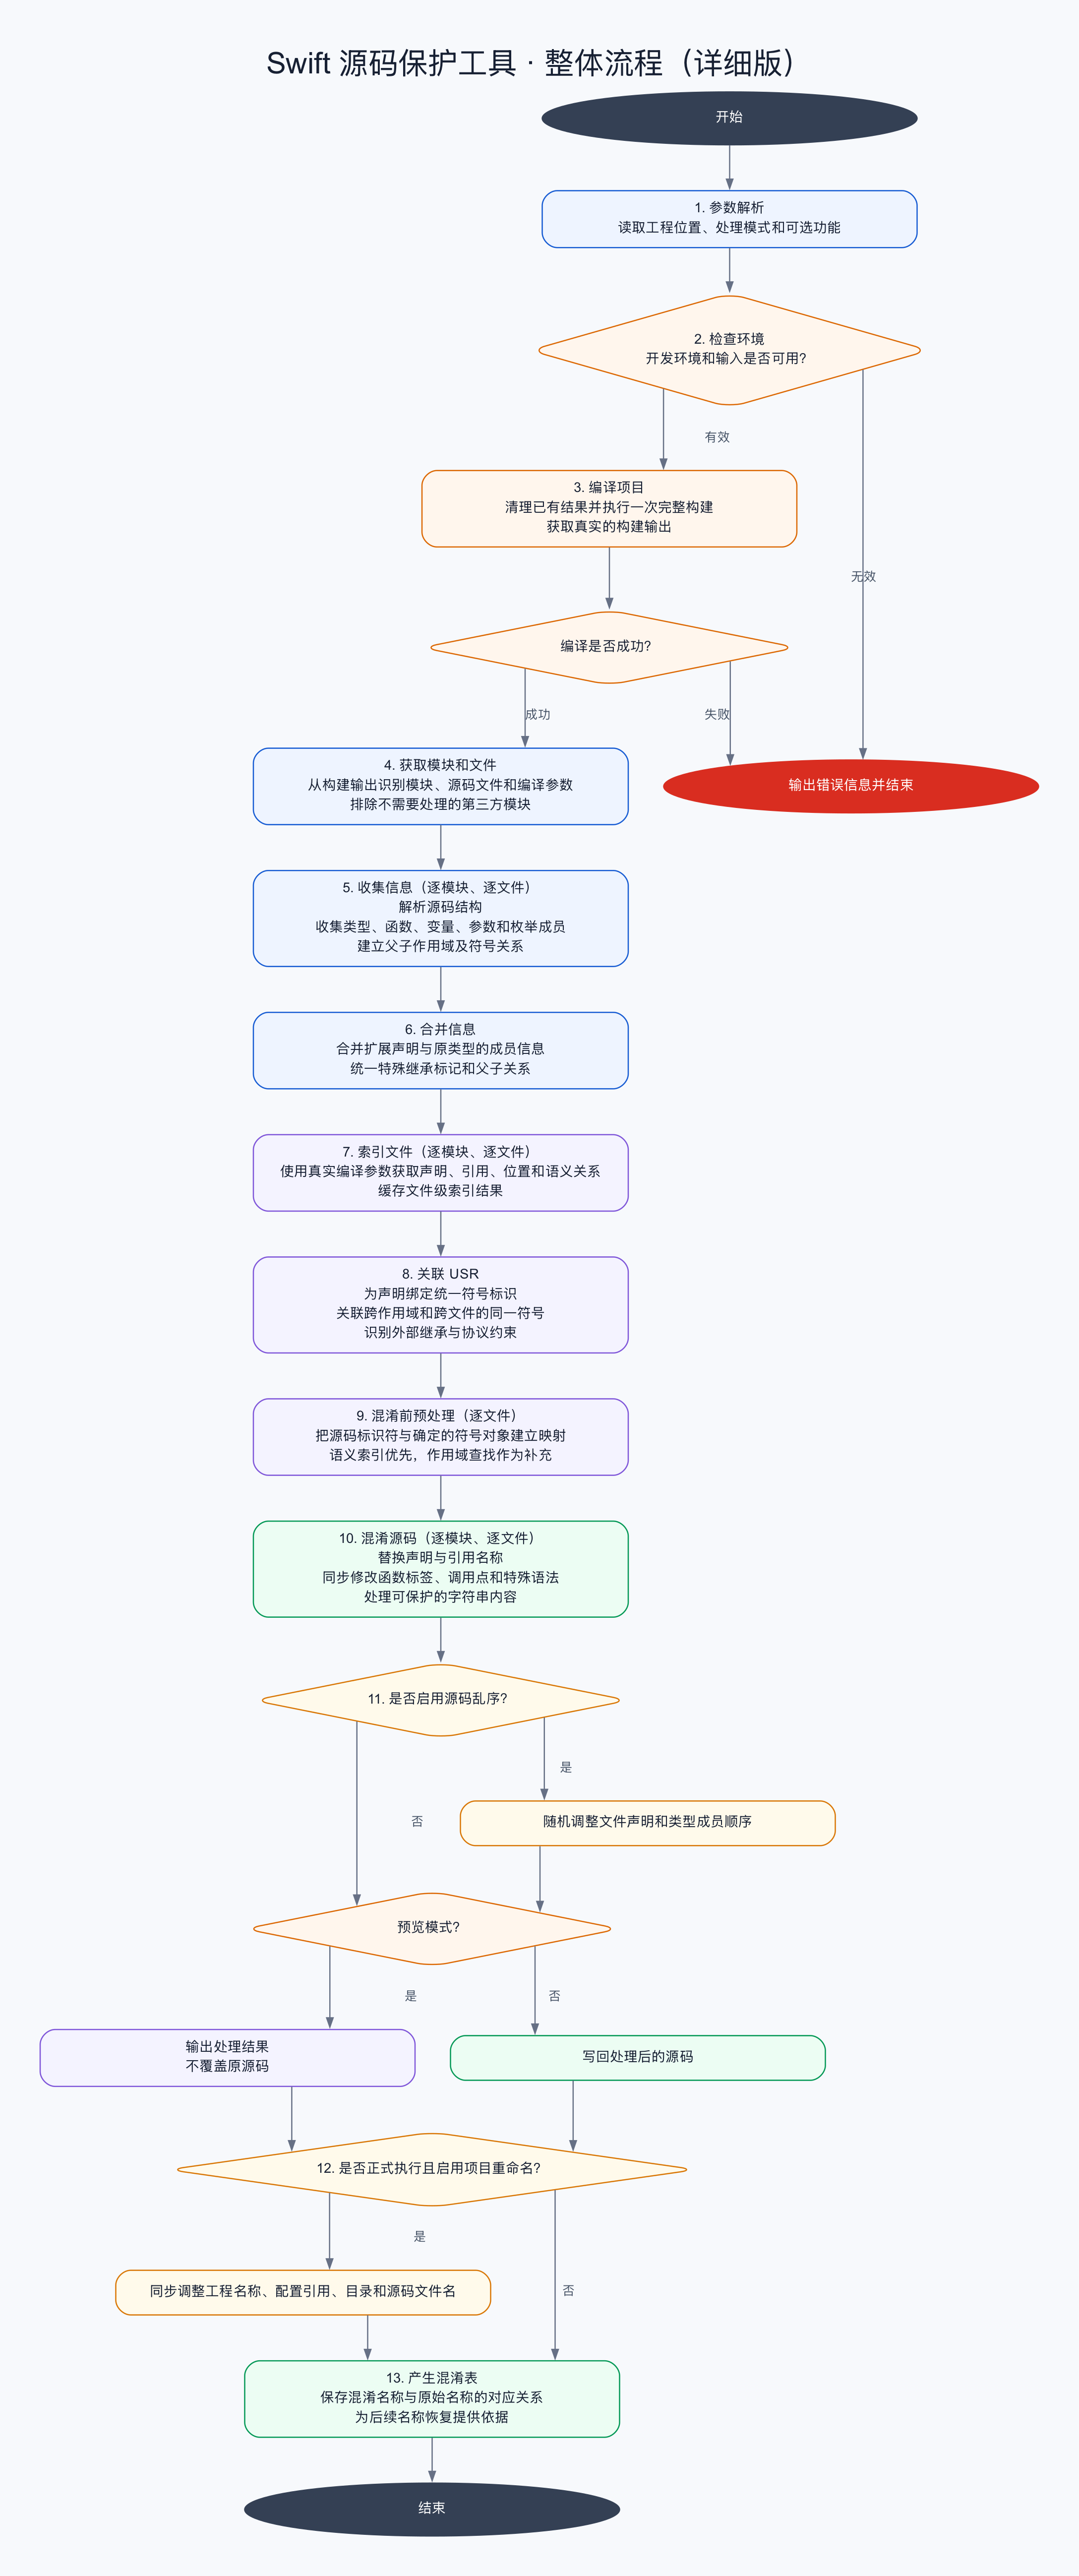 Swift 源码保护工具 · 整体流程（详细版）
开始
1. 参数解析
读取工程位置、处理模式和可选功能
2. 检查环境
开发环境和输入是否可用?
有效
3. 编译项目
清理已有结果并执行一次完整构建
获取真实的构建输出
无效
编译是否成功?
成功
失败
4. 获取模块和文件
从构建输出识别模块、源码文件和编译参数
排除不需要处理的第三方模块
输出错误信息并结束
5. 收集信息（逐模块、逐文件）
解析源码结构
收集类型、函数、变量、参数和枚举成员
建立父子作用域及符号关系
6. 合并信息
合并扩展声明与原类型的成员信息
统一特殊继承标记和父子关系
7. 索引文件（逐模块、逐文件）
使用真实编译参数获取声明、引用、位置和语义关系
缓存文件级索引结果
8. 关联 USR
为声明绑定统一符号标识
关联跨作用域和跨文件的同一符号
识别外部继承与协议约束
9. 混淆前预处理（逐文件）
把源码标识符与确定的符号对象建立映射
语义索引优先，作用域查找作为补充
10. 混淆源码（逐模块、逐文件）
替换声明与引用名称
同步修改函数标签、调用点和特殊语法
处理可保护的字符串内容
11. 是否启用源码乱序?
是
否
随机调整文件声明和类型成员顺序
预览模式?
是
否
输出处理结果
不覆盖原源码
写回处理后的源码
12. 是否正式执行且启用项目重命名?
是
同步调整工程名称、配置引用、目录和源码文件名
否
13. 产生混淆表
保存混淆名称与原始名称的对应关系
为后续名称恢复提供依据
结束